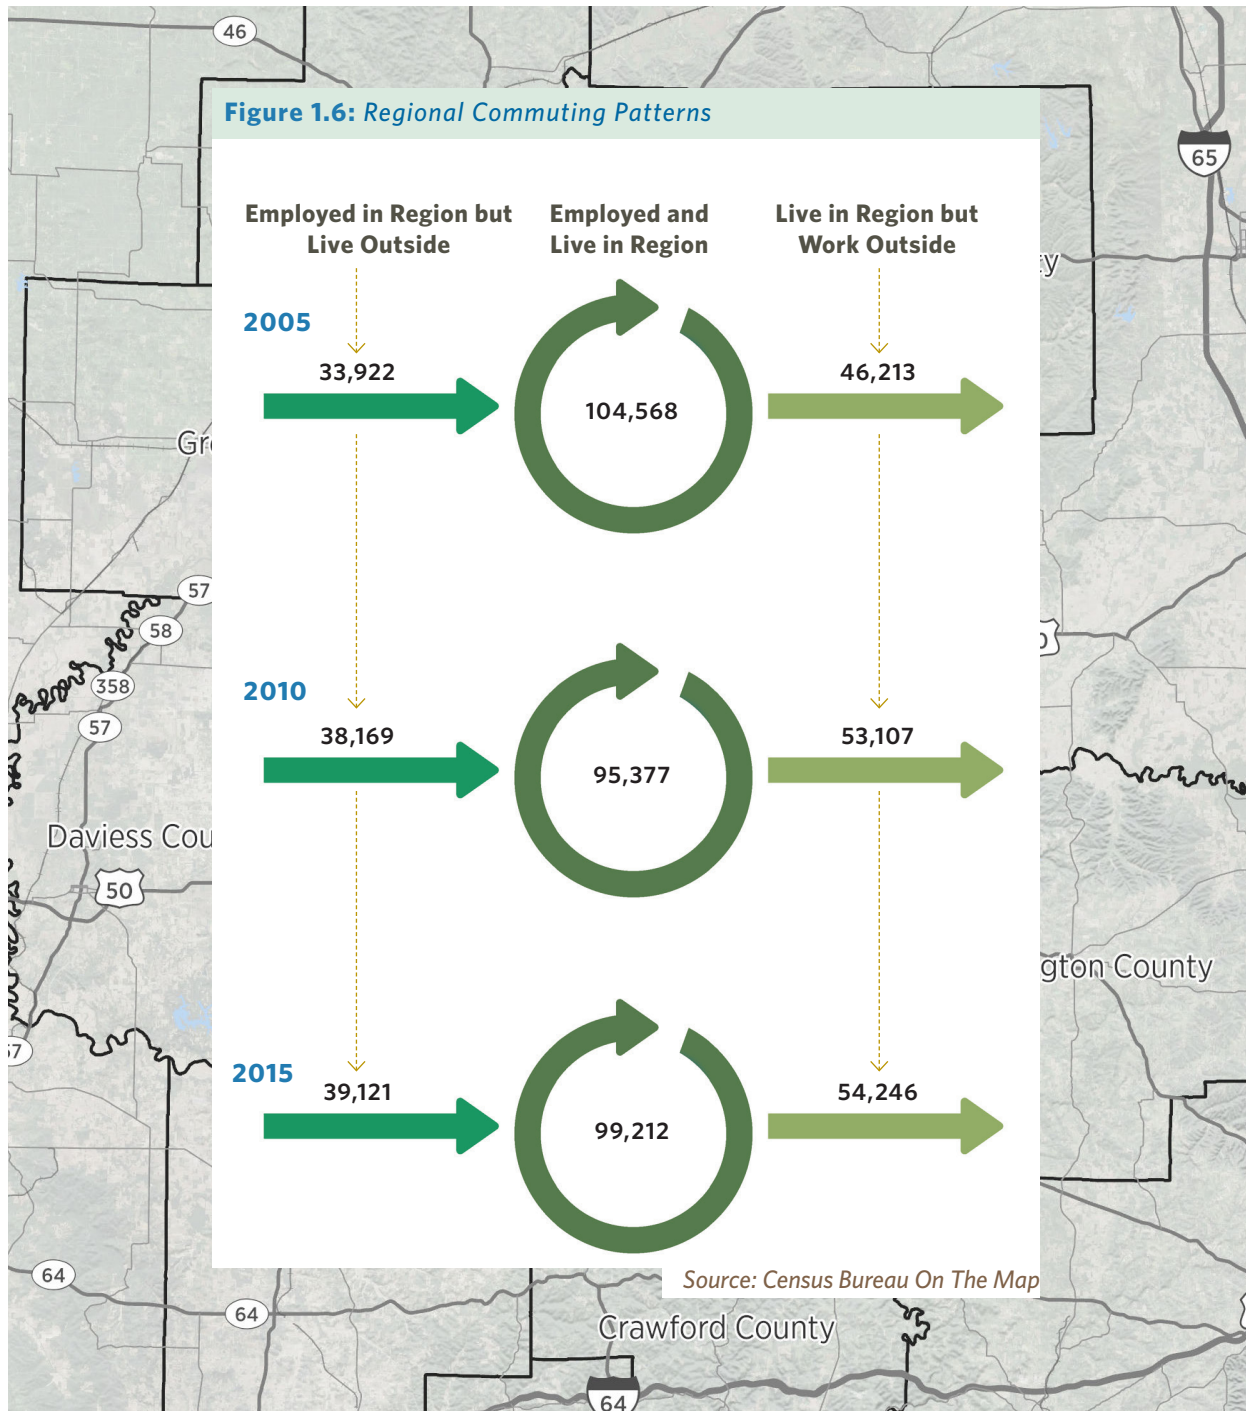 46
Figure 1.6: Regional Commuting Patterns
65
Employed in Region but
Live Outside
Employed and
Live in Region
Live in Region but
Work Outside
ty
2005
33,922
104,568
46,213
Gre
57
58
358
57
2010
38,169
95,377
53,107
Daviess Cou
50
gton County
57
2015
39,121
99,212
54,246
64
64
Source: Census Bureau On The Map
Crawford County
64